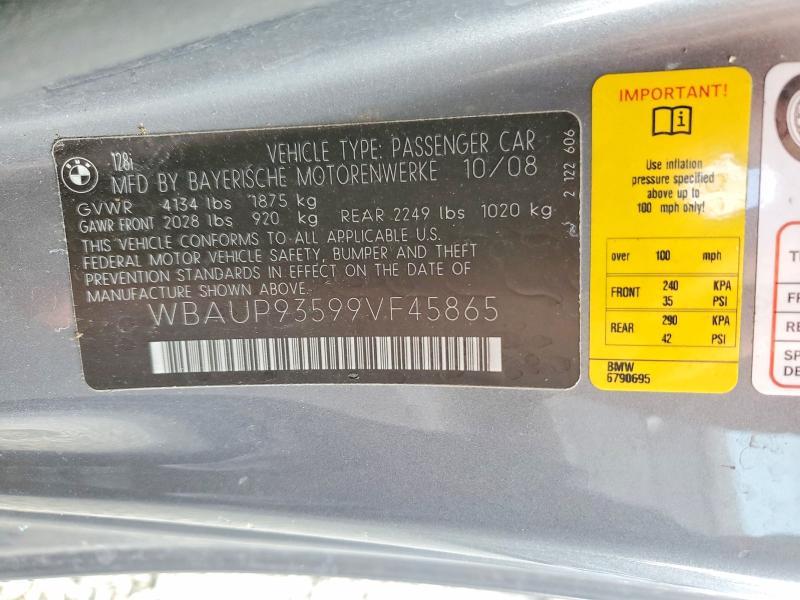 128i
VEHICLE TYPE: PASSENGER CAR
MFD BY BAYERISCHE MOTORENWERKE 10/08
GVWR 4134 lbs 1875 kg
GAWR FRONT 2028 lbs 920 kg REAR 2249 lbs 1020 kg
THIS VEHICLE CONFORMS TO ALL APPLICABLE U.S.
FEDERAL MOTOR VEHICLE SAFETY, BUMPER AND THEFT
PREVENTION STANDARDS IN EFFECT ON THE DATE OF
MANUFACTURE SHOWN ABOVE.
WBAUP93599VF45865
2 122 606
IMPORTANT!
Use inflation
pressure specified
above up to
100 mph only!
over 100 mph
FRONT 240 KPA
35 PSI
REAR 290 KPA
42 PSI
BMW
6790695